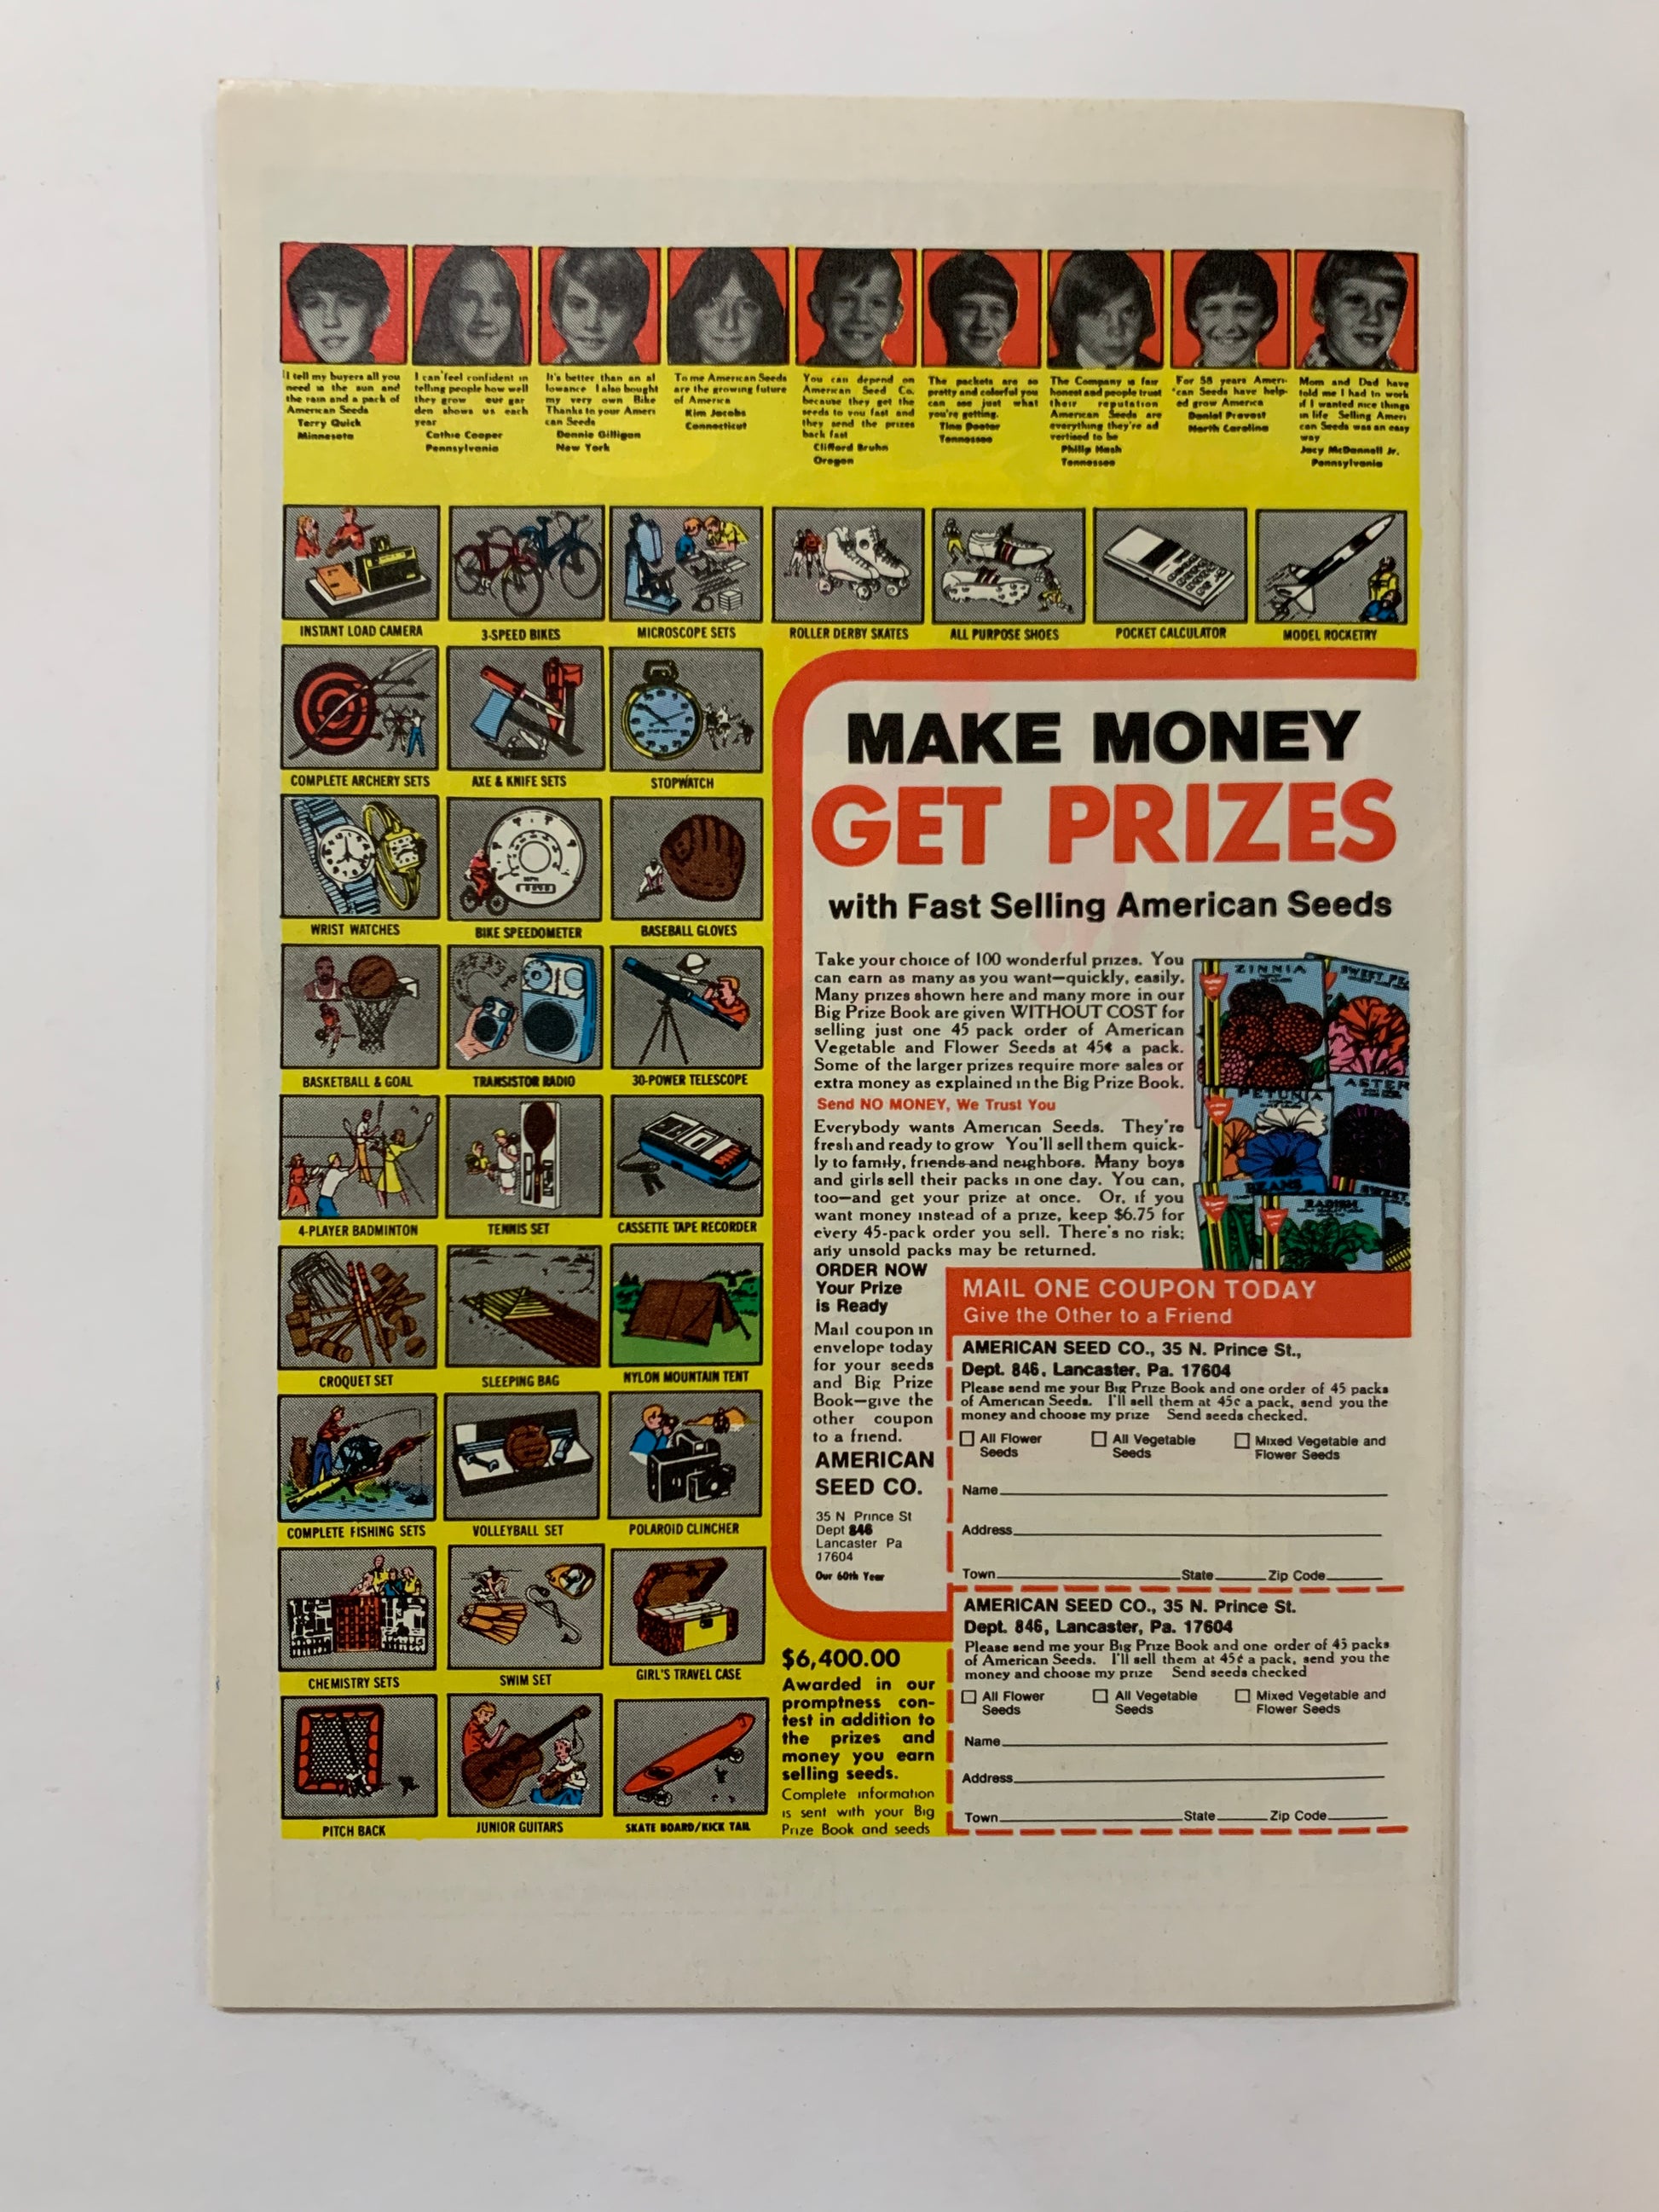 I tell my buyers all you
need is the sun and
the rain and a pack of
American Seeds
Terry Quick
Minnesota
I can feel confident in
telling people how well
they grow our gar
den shows us each
year
Cathie Cooper
Pennsylvania
It's better than an al
lowance I also bought
my very own Bike
Thanks to your Ameri
can Seeds
Donnie Gilligan
New York
To me American Seeds
are the growing future
of America
Kim Jacobs
Connecticut
You can depend on
American Seed Co.
because they get the
seeds to you fast and
they send the prizes
back fast
Clifford Bruhn
Oregon
The packets are so
pretty and colorful you
can see just what
you're getting.
Tina
Tennessee
The Company is fair
honest and people trust
their reputation
American Seeds are
everything they're ad
vertised to be
Philip Nash
Tennessee
For 58 years Ameri-
can Seeds have help-
ed grow America
Daniel Provost
North Carolina
Mom and Dad have
told me I had to work
if I wanted nice things
in life Selling Ameri
can Seeds was an easy
way
Jacy McDannell Jr.
Pennsylvania
INSTANT LOAD CAMERA
3-SPEED BIKES
MICROSCOPE SETS
ROLLER DERBY SKATES
ALL PURPOSE SHOES
POCKET CALCULATOR
MODEL ROCKETRY
COMPLETE ARCHERY SETS
AXE & KNIFE SETS
STOPWATCH
WRIST WATCHES
BIKE SPEEDOMETER
BASEBALL GLOVES
BASKETBALL & GOAL
TRANSISTOR RADIO
30-POWER TELESCOPE
4-PLAYER BADMINTON
TENNIS SET
CASSETTE TAPE RECORDER
CROQUET SET
SLEEPING BAG
NYLON MOUNTAIN TENT
COMPLETE FISHING SETS
VOLLEYBALL SET
POLAROID CLINCHER
CHEMISTRY SETS
SWIM SET
GIRL'S TRAVEL CASE
PITCH BACK
JUNIOR GUITARS
SKATE BOARD/KICK TAIL
MAKE MONEY
GET PRIZES
with Fast Selling American Seeds
Take your choice of 100 wonderful prizes. You
can earn as many as you want—quickly, easily.
Many prizes shown here and many more in our
Big Prize Book are given WITHOUT COST for
selling just one 45 pack order of American
Vegetable and Flower Seeds at 45¢ a pack.
Some of the larger prizes require more sales or
extra money as explained in the Big Prize Book.
Send NO MONEY, We Trust You
Everybody wants American Seeds. They're
fresh and ready to grow You'll sell them quick-
ly to family, friends and neighbors. Many boys
and girls sell their packs in one day. You can,
too—and get your prize at once. Or, if you
want money instead of a prize, keep $6.75 for
every 45-pack order you sell. There's no risk;
any unsold packs may be returned.
ZINNIA
SWEET PE
PETUNIA
ASTER
BEANS
RADISH
SWEET
ORDER NOW
Your Prize
is Ready
Mail coupon in
envelope today
for your seeds
and Big Prize
Book—give the
other coupon
to a friend.
AMERICAN
SEED CO.
35 N Prince St
Dept 846
Lancaster Pa
17604
Our 60th Year
$6,400.00
Awarded in our
promptness con-
test in addition to
the prizes and
money you earn
selling seeds.
Complete information
is sent with your Big
Prize Book and seeds
MAIL ONE COUPON TODAY
Give the Other to a Friend
AMERICAN SEED CO., 35 N. Prince St.,
Dept. 846, Lancaster, Pa. 17604
Please send me your Big Prize Book and one order of 45 packs
of American Seeds. I'll sell them at 45¢ a pack, send you the
money and choose my prize Send seeds checked.
All Flower Seeds
All Vegetable Seeds
Mixed Vegetable and Flower Seeds
Name
Address
Town State Zip Code
AMERICAN SEED CO., 35 N. Prince St.
Dept. 846, Lancaster, Pa. 17604
Please send me your Big Prize Book and one order of 45 packs
of American Seeds. I'll sell them at 45¢ a pack, send you the
money and choose my prize Send seeds checked
All Flower Seeds
All Vegetable Seeds
Mixed Vegetable and Flower Seeds
Name
Address
Town State Zip Code